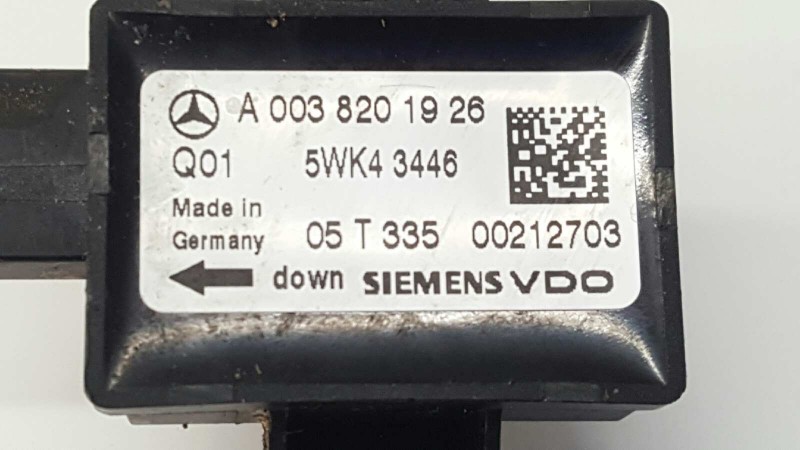 A 003 820 19 26
Q01 5WK4 3446
Made in
Germany 05 T 335 00212703
down SIEMENS VDO